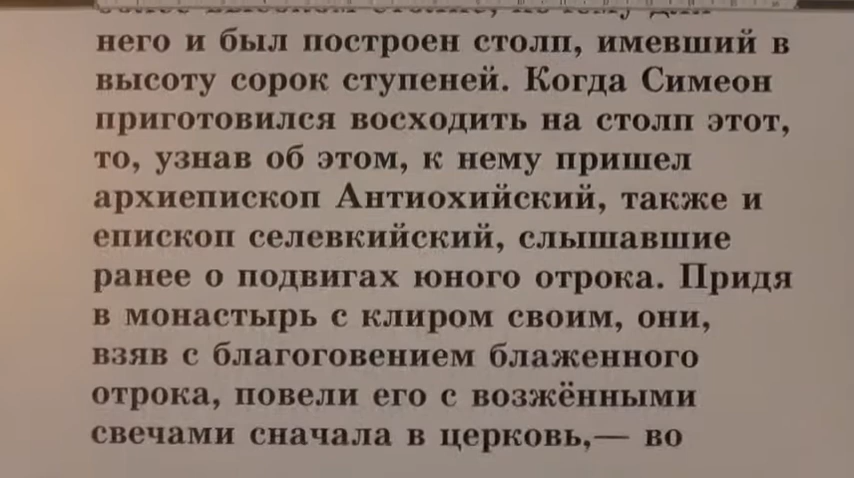 него и был построен столп, имевший в
высоту сорок ступеней. Когда Симеон
приготовился восходить на столп этот,
то, узнав об этом, к нему пришел
архиепископ Антиохийский, также и
епископ селевкийский, слышавшие
ранее о подвигах юного отрока. Придя
в монастырь с клиром своим, они,
взяв с благоговением блаженного
отрока, повели его с возжёнными
свечами сначала в церковь,— во